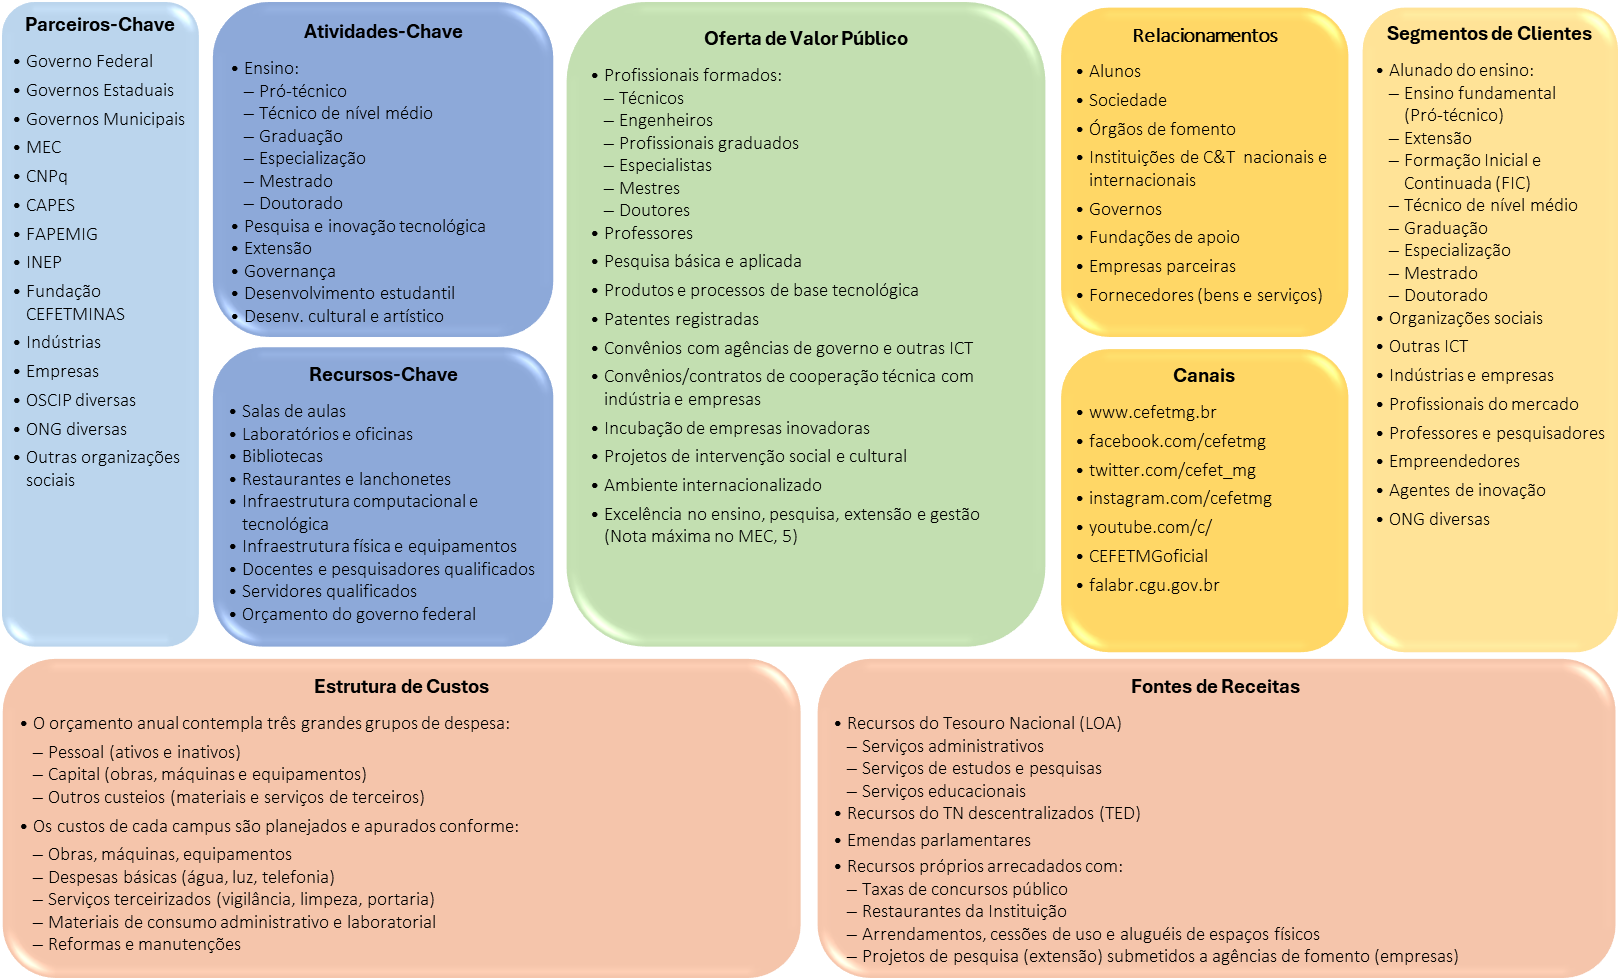 Parceiros-Chave
• Governo Federal
• Governos Estaduais
• Governos Municipais
• MEC
• CNPq
• CAPES
• FAPEMIG
• INEP
• Fundação
CEFETMINAS
• Indústrias
• Empresas
• OSCIP diversas
• ONG diversas
• Outras organizações
sociais
Atividades-Chave
• Ensino:
– Pró-técnico
– Técnico de nível médio
– Graduação
– Especialização
– Mestrado
– Doutorado
• Pesquisa e inovação tecnológica
• Extensão
• Governança
• Desenvolvimento estudantil
• Desenv. cultural e artístico
Recursos-Chave
• Salas de aulas
• Laboratórios e oficinas
• Bibliotecas
• Restaurantes e lanchonetes
• Infraestrutura computacional e
tecnológica
• Infraestrutura física e equipamentos
• Docentes e pesquisadores qualificados
• Servidores qualificados
• Orçamento do governo federal
Oferta de Valor Público
• Profissionais formados:
– Técnicos
– Engenheiros
– Profissionais graduados
– Especialistas
– Mestres
– Doutores
• Professores
• Pesquisa básica e aplicada
• Produtos e processos de base tecnológica
• Patentes registradas
• Convênios com agências de governo e outras ICT
• Convênios/contratos de cooperação técnica com
indústria e empresas
• Incubação de empresas inovadoras
• Projetos de intervenção social e cultural
• Ambiente internacionalizado
• Excelência no ensino, pesquisa, extensão e gestão
(Nota máxima no MEC, 5)
Relacionamentos
• Alunos
• Sociedade
• Órgãos de fomento
• Instituições de C&T nacionais e
internacionais
• Governos
• Fundações de apoio
• Empresas parceiras
• Fornecedores (bens e serviços)
Canais
• www.cefetmg.br
• facebook.com/cefetmg
• twitter.com/cefet_mg
• instagram.com/cefetmg
• youtube.com/c/
• CEFETMGoficial
• falabr.cgu.gov.br
Segmentos de Clientes
• Alunado do ensino:
– Ensino fundamental
(Pró-técnico)
– Extensão
– Formação Inicial e
Continuada (FIC)
– Técnico de nível médio
– Graduação
– Especialização
– Mestrado
– Doutorado
• Organizações sociais
• Outras ICT
• Indústrias e empresas
• Profissionais do mercado
• Professores e pesquisadores
• Empreendedores
• Agentes de inovação
• ONG diversas
Estrutura de Custos
• O orçamento anual contempla três grandes grupos de despesa:
– Pessoal (ativos e inativos)
– Capital (obras, máquinas e equipamentos)
– Outros custeios (materiais e serviços de terceiros)
• Os custos de cada campus são planejados e apurados conforme:
– Obras, máquinas, equipamentos
– Despesas básicas (água, luz, telefonia)
– Serviços terceirizados (vigilância, limpeza, portaria)
– Materiais de consumo administrativo e laboratorial
– Reformas e manutenções
Fontes de Receitas
• Recursos do Tesouro Nacional (LOA)
– Serviços administrativos
– Serviços de estudos e pesquisas
– Serviços educacionais
• Recursos do TN descentralizados (TED)
• Emendas parlamentares
• Recursos próprios arrecadados com:
– Taxas de concursos público
– Restaurantes da Instituição
– Arrendamentos, cessões de uso e aluguéis de espaços físicos
– Projetos de pesquisa (extensão) submetidos a agências de fomento (empresas)